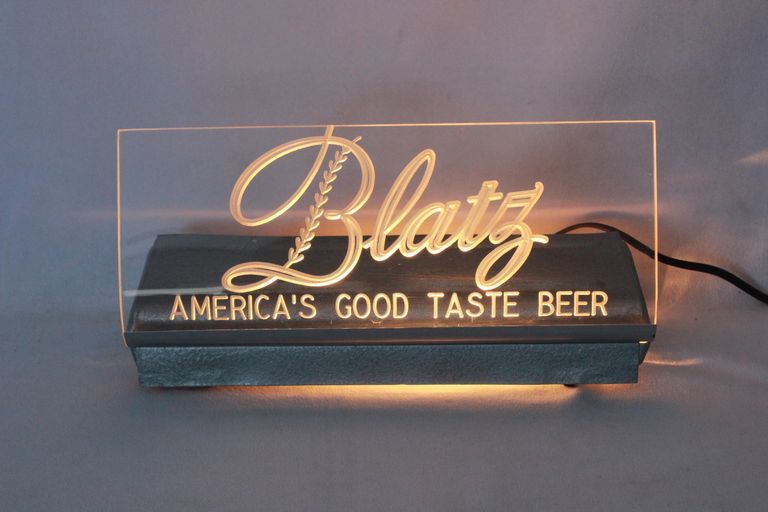 Blatz
AMERICA'S GOOD TASTE BEER